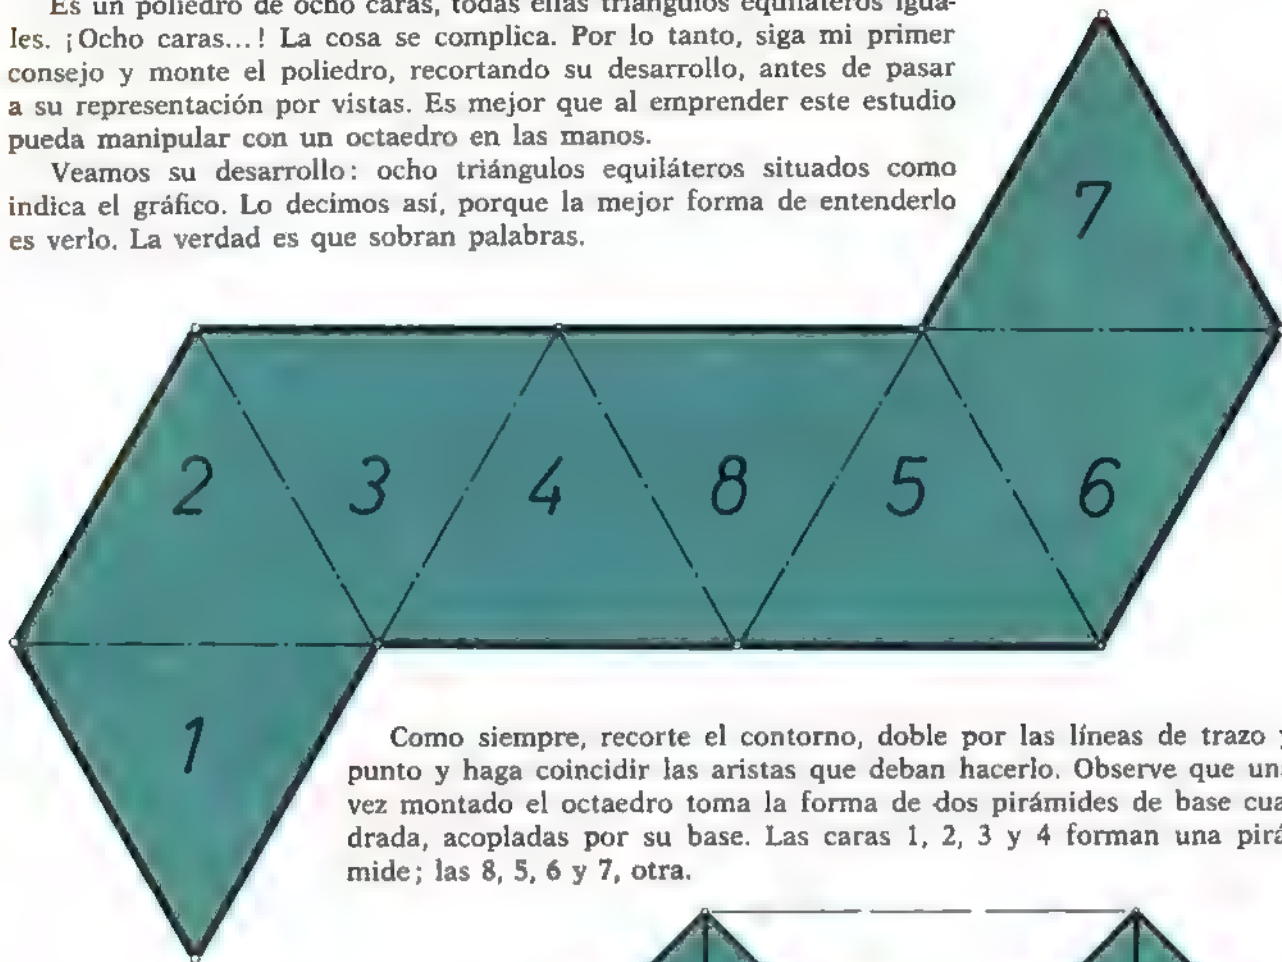 Es un poliedro de ocho caras, todas ellas triángulos equiláteros igua-
les. ¡Ocho caras...! La cosa se complica. Por lo tanto, siga mi primer
consejo y monte el poliedro, recortando su desarrollo, antes de pasar
a su representación por vistas. Es mejor que al emprender este estudio
pueda manipular con un octaedro en las manos.
Veamos su desarrollo: ocho triángulos equiláteros situados como
indica el gráfico. Lo decimos así, porque la mejor forma de entenderlo
es verlo. La verdad es que sobran palabras.
7
2 3 4 8 5 6
1
Como siempre, recorte el contorno, doble por las líneas de trazo y
punto y haga coincidir las aristas que deban hacerlo. Observe que una
vez montado el octaedro toma la forma de dos pirámides de base cua
drada, acopladas por su base. Las caras 1, 2, 3 y 4 forman una pirá
mide; las 8, 5, 6 y 7, otra.